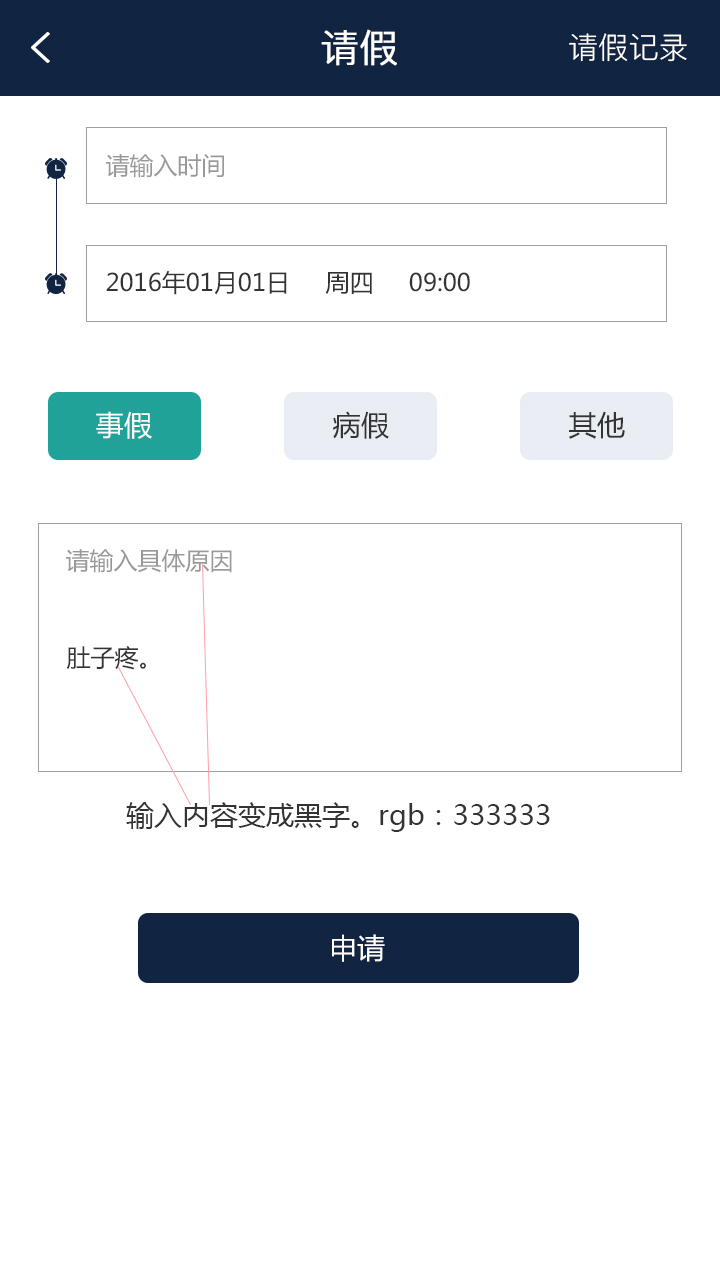 请假 请假记录
请输入时间
2016年01月01日 周四 09:00
事假 病假 其他
请输入具体原因
肚子疼。
输入内容变成黑字。rgb：333333
申请